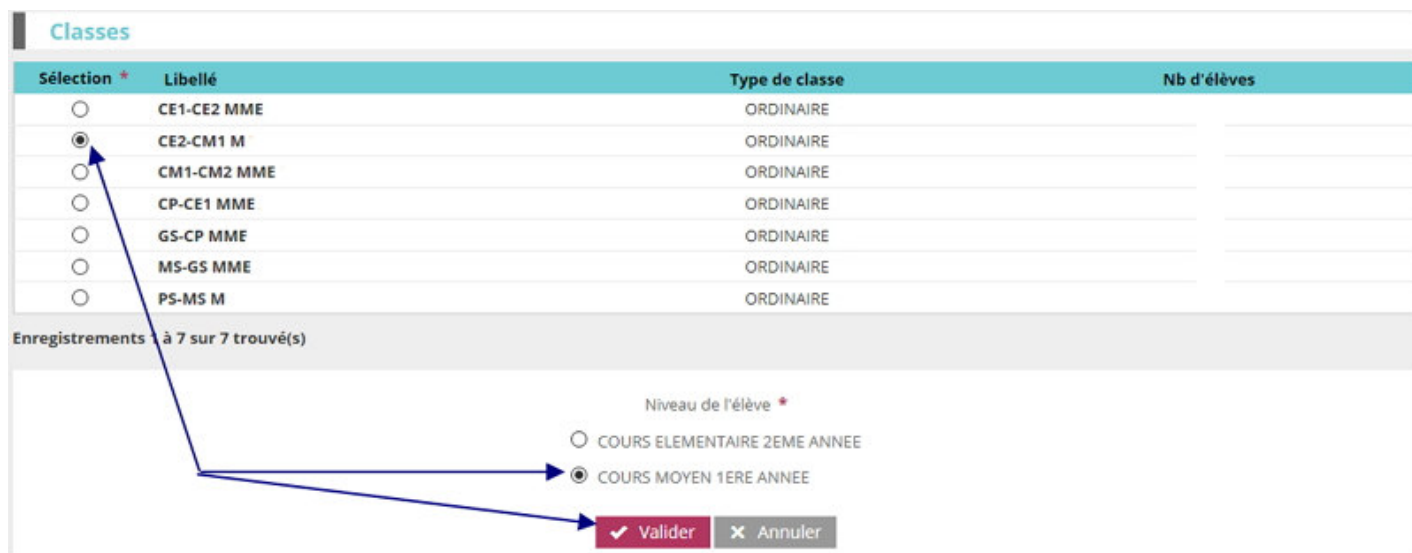 Classes
Sélection * Libellé Type de classe Nb d'élèves
CE1-CE2 MME ORDINAIRE
CE2-CM1 M ORDINAIRE
CM1-CM2 MME ORDINAIRE
CP-CE1 MME ORDINAIRE
GS-CP MME ORDINAIRE
MS-GS MME ORDINAIRE
PS-MS M ORDINAIRE
Enregistrements 1 à 7 sur 7 trouvé(s)
Niveau de l'élève *
COURS ELEMENTAIRE 2EME ANNEE
COURS MOYEN 1ERE ANNEE
Valider Annuler